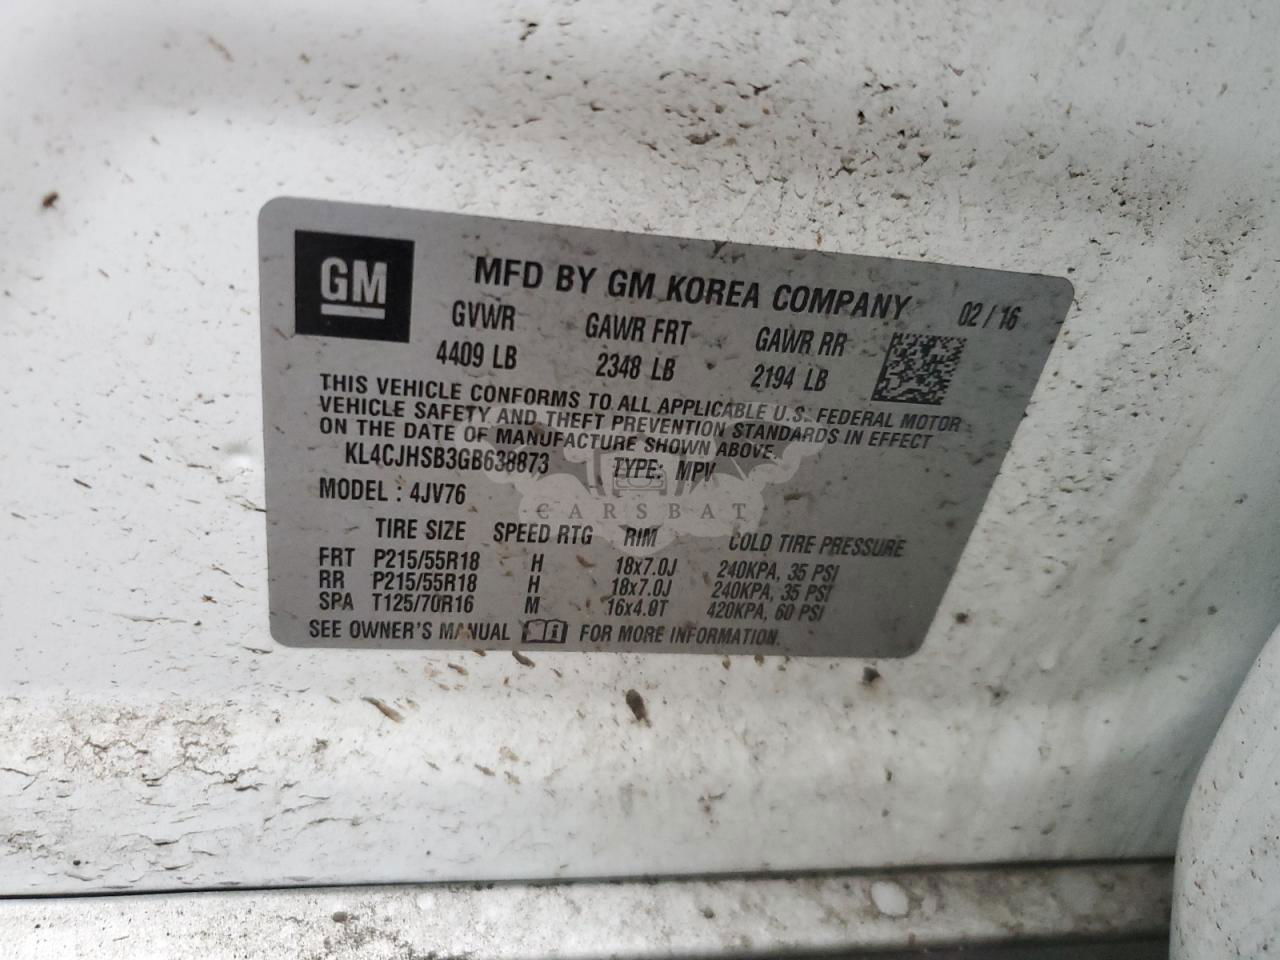 GM
MFD BY GM KOREA COMPANY 02/16
GVWR GAWR FRT GAWR RR
4409 LB 2348 LB 2194 LB
THIS VEHICLE CONFORMS TO ALL APPLICABLE U.S. FEDERAL MOTOR
VEHICLE SAFETY AND THEFT PREVENTION STANDARDS IN EFFECT
ON THE DATE OF MANUFACTURE SHOWN ABOVE.
KL4CJHSB3GB638873 TYPE: MPV
MODEL : 4JV76
CARSBAT
TIRE SIZE SPEED RTG RIM COLD TIRE PRESSURE
FRT P215/55R18 H 18x7.0J 240KPA, 35 PSI
RR P215/55R18 H 18x7.0J 240KPA, 35 PSI
SPA T125/70R16 M 16x4.0T 420KPA, 60 PSI
SEE OWNER'S MANUAL FOR MORE INFORMATION.